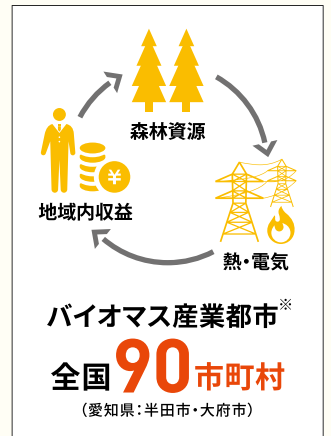 森林資源
¥
地域内収益
熱・電気
バイオマス産業都市※
全国90市町村
（愛知県：半田市・大府市）